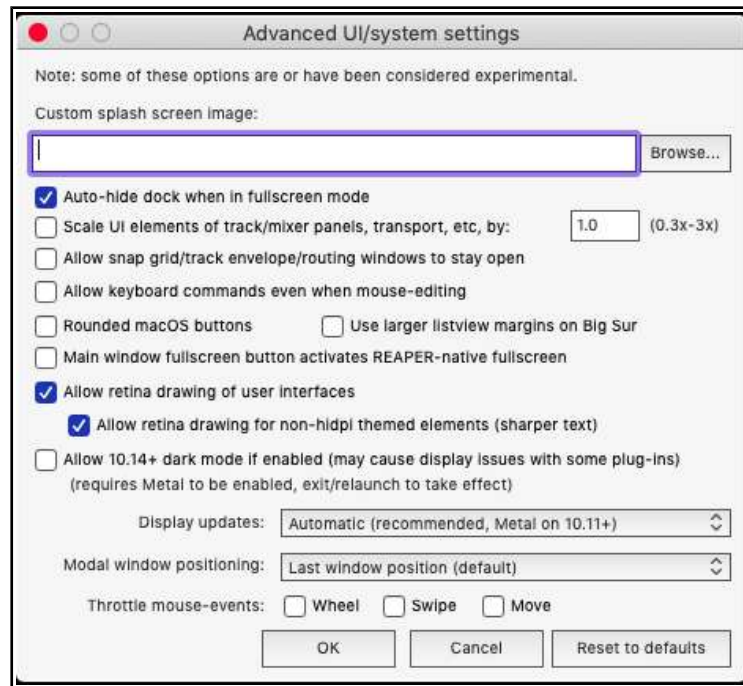 Advanced UI/system settings
Note: some of these options are or have been considered experimental.
Custom splash screen image:
Browse...
Auto-hide dock when in fullscreen mode
Scale UI elements of track/mixer panels, transport, etc, by: 1.0 (0.3x-3x)
Allow snap grid/track envelope/routing windows to stay open
Allow keyboard commands even when mouse-editing
Rounded macOS buttons Use larger listview margins on Big Sur
Main window fullscreen button activates REAPER-native fullscreen
Allow retina drawing of user interfaces
Allow retina drawing for non-hidpi themed elements (sharper text)
Allow 10.14+ dark mode if enabled (may cause display issues with some plug-ins)
(requires Metal to be enabled, exit/relaunch to take effect)
Display updates: Automatic (recommended, Metal on 10.11+)
Modal window positioning: Last window position (default)
Throttle mouse-events: Wheel Swipe Move
OK Cancel Reset to defaults